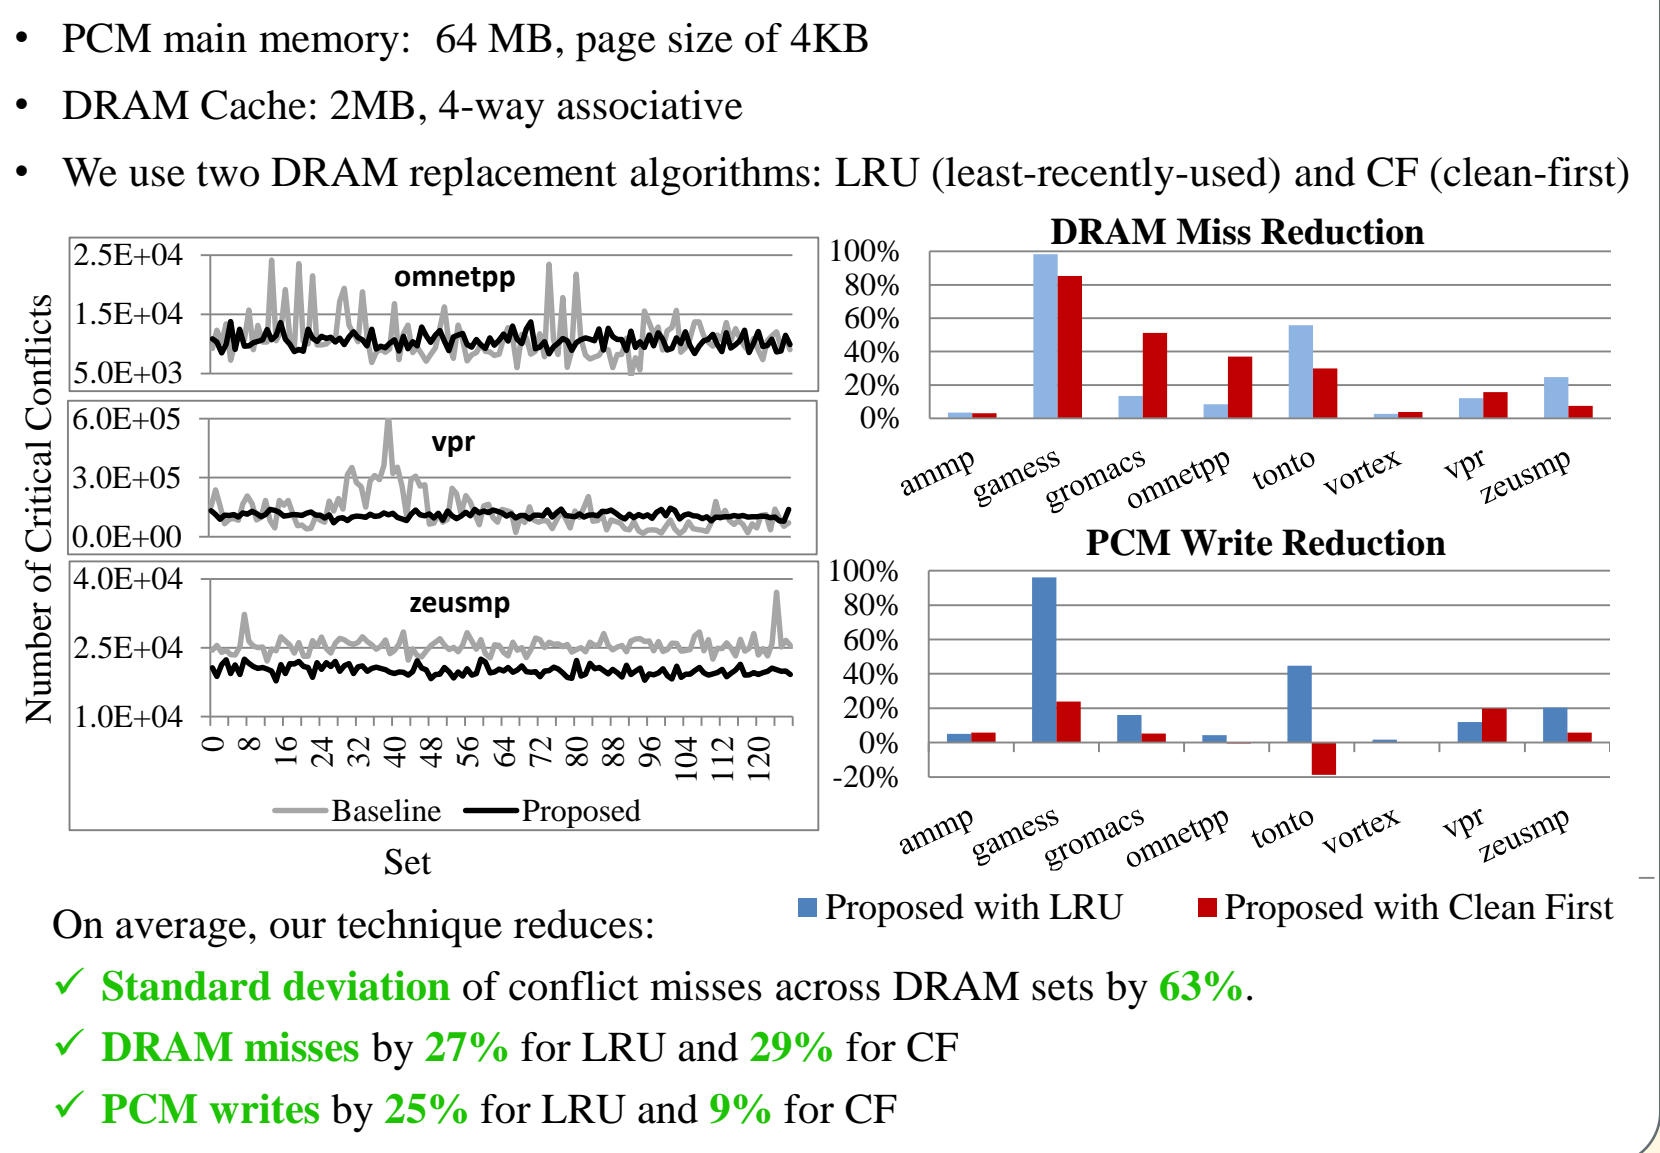 • PCM main memory: 64 MB, page size of 4KB
• DRAM Cache: 2MB, 4-way associative
• We use two DRAM replacement algorithms: LRU (least-recently-used) and CF (clean-first)
Number of Critical Conflicts
2.5E+04
1.5E+04
5.0E+03
omnetpp
6.0E+05
3.0E+05
0.0E+00
vpr
4.0E+04
2.5E+04
1.0E+04
zeusmp
0 8 16 24 32 40 48 56 64 72 80 88 96 104 112 120
Baseline Proposed
Set
DRAM Miss Reduction
100%
80%
60%
40%
20%
0%
ammp gamess gromacs omnetpp tonto vortex vpr zeusmp
PCM Write Reduction
100%
80%
60%
40%
20%
0%
-20%
ammp gamess gromacs omnetpp tonto vortex vpr zeusmp
Proposed with LRU Proposed with Clean First
On average, our technique reduces:
✓ Standard deviation of conflict misses across DRAM sets by 63%.
✓ DRAM misses by 27% for LRU and 29% for CF
✓ PCM writes by 25% for LRU and 9% for CF